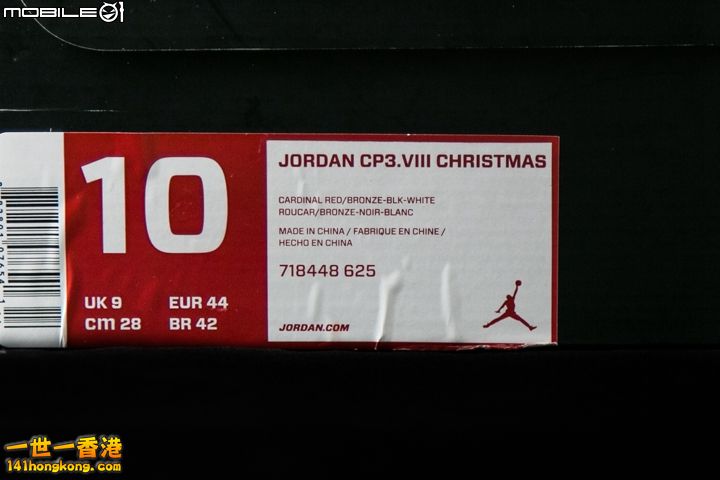 MOBILE01
10
UK 9 EUR 44
cm 28 BR 42
JORDAN CP3.VIII CHRISTMAS
CARDINAL RED/BRONZE-BLK-WHITE
ROUCAR/BRONZE-NOIR-BLANC
MADE IN CHINA / FABRIQUE EN CHINE /
HECHO EN CHINA
718448 625
JORDAN.COM
一世一香港
141hongkong.com